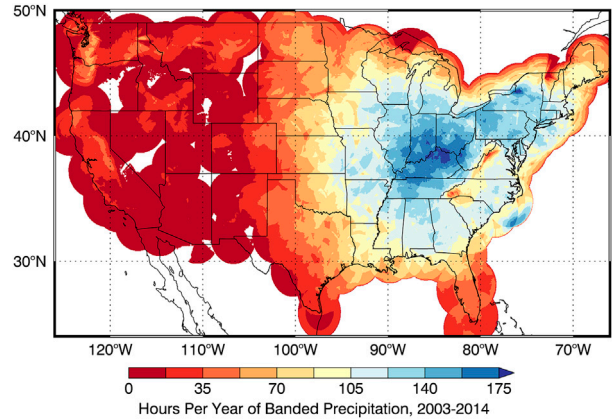 50°N
40°N
30°N
120°W 110°W 100°W 90°W 80°W 70°W
0 35 70 105 140 175
Hours Per Year of Banded Precipitation, 2003-2014